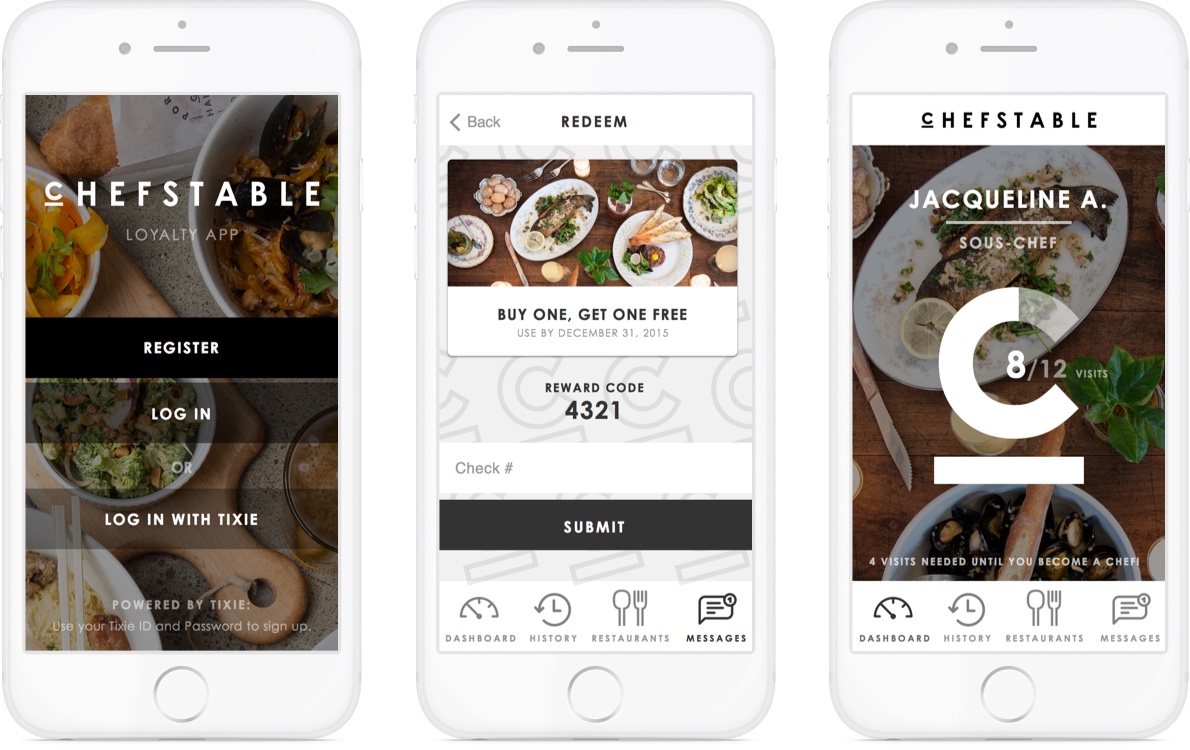 CHEFSTABLE
LOYALTY APP
REGISTER
LOG IN
OR
LOG IN WITH TIXIE
POWERED BY TIXIE:
Use your Tixie ID and Password to sign up.
Back
REDEEM
BUY ONE, GET ONE FREE
USE BY DECEMBER 31, 2015
REWARD CODE
4321
Check #
SUBMIT
DASHBOARD HISTORY RESTAURANTS MESSAGES
CHEFSTABLE
JACQUELINE A.
SOUS-CHEF
8/12 VISITS
4 VISITS NEEDED UNTIL YOU BECOME A CHEF!
DASHBOARD HISTORY RESTAURANTS MESSAGES